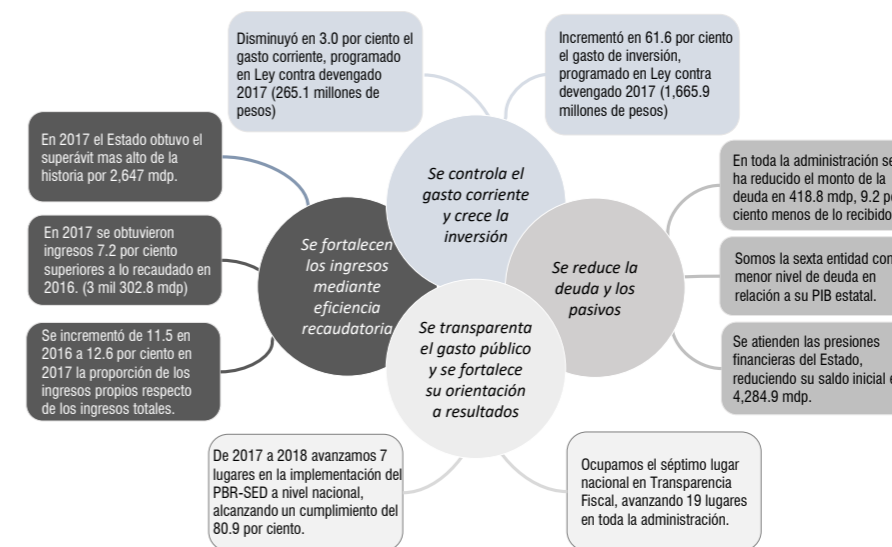 Disminuyó en 3.0 por ciento el
gasto corriente, programado
en Ley contra devengado
2017 (265.1 millones de
pesos)
Incrementó en 61.6 por ciento
el gasto de inversión,
programado en Ley contra
devengado 2017 (1,665.9
millones de pesos)
En 2017 el Estado obtuvo el
superávit mas alto de la
historia por 2,647 mdp.
En 2017 se obtuvieron
ingresos 7.2 por ciento
superiores a lo recaudado en
2016. (3 mil 302.8 mdp)
Se incrementó de 11.5 en
2016 a 12.6 por ciento en
2017 la proporción de los
ingresos propios respecto
de los ingresos totales.
Se fortalecen
los ingresos
mediante
eficiencia
recaudatoria
Se controla el
gasto corriente
y crece la
inversión
Se reduce la
deuda y los
pasivos
Se transparenta
el gasto público
y se fortalece
su orientación
a resultados
En toda la administración se
ha reducido el monto de la
deuda en 418.8 mdp, 9.2
ciento menos de lo recibido
Somos la sexta entidad con
menor nivel de deuda en
relación a su PIB estatal.
Se atienden las presiones
financieras del Estado,
reduciendo su saldo inicial
4,284.9 mdp.
De 2017 a 2018 avanzamos 7
lugares en la implementación del
PBR-SED a nivel nacional,
alcanzando un cumplimiento del
80.9 por ciento.
Ocupamos el séptimo lugar
nacional en Transparencia
Fiscal, avanzando 19 lugares
en toda la administración.